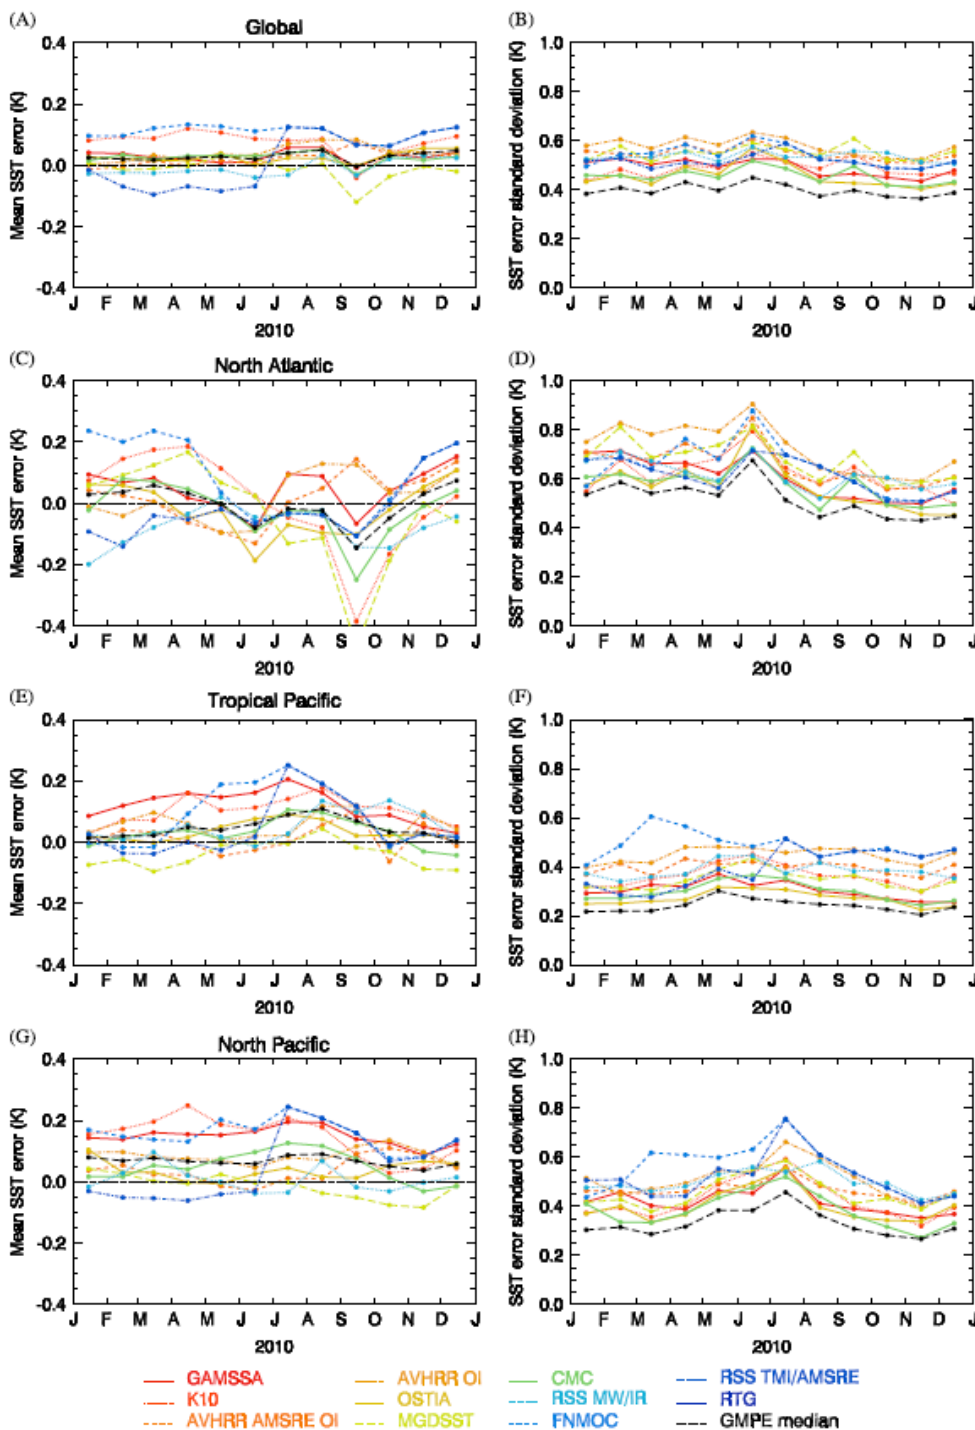 (A) Global
Mean SST error (K)
0.4
0.2
0.0
-0.2
-0.4
J F M A M J J A S O N D J
2010
(B)
SST error standard deviation (K)
1.0
0.8
0.6
0.4
0.2
0.0
J F M A M J J A S O N D J
2010
(C) North Atlantic
Mean SST error (K)
0.4
0.2
0.0
-0.2
-0.4
J F M A M J J A S O N D J
2010
(D)
SST error standard deviation (K)
1.0
0.8
0.6
0.4
0.2
0.0
J F M A M J J A S O N D J
2010
(E) Tropical Pacific
Mean SST error (K)
0.4
0.2
0.0
-0.2
-0.4
J F M A M J J A S O N D J
2010
(F)
SST error standard deviation (K)
1.0
0.8
0.6
0.4
0.2
0.0
J F M A M J J A S O N D J
2010
(G) North Pacific
Mean SST error (K)
0.4
0.2
0.0
-0.2
-0.4
J F M A M J J A S O N D J
2010
(H)
SST error standard deviation (K)
1.0
0.8
0.6
0.4
0.2
0.0
J F M A M J J A S O N D J
2010
GAMSSA
K10
AVHRR AMSRE OI
AVHRR OI
OSTIA
MGDSST
CMC
RSS MW/IR
FNMOC
RSS TMI/AMSRE
RTG
GMPE median